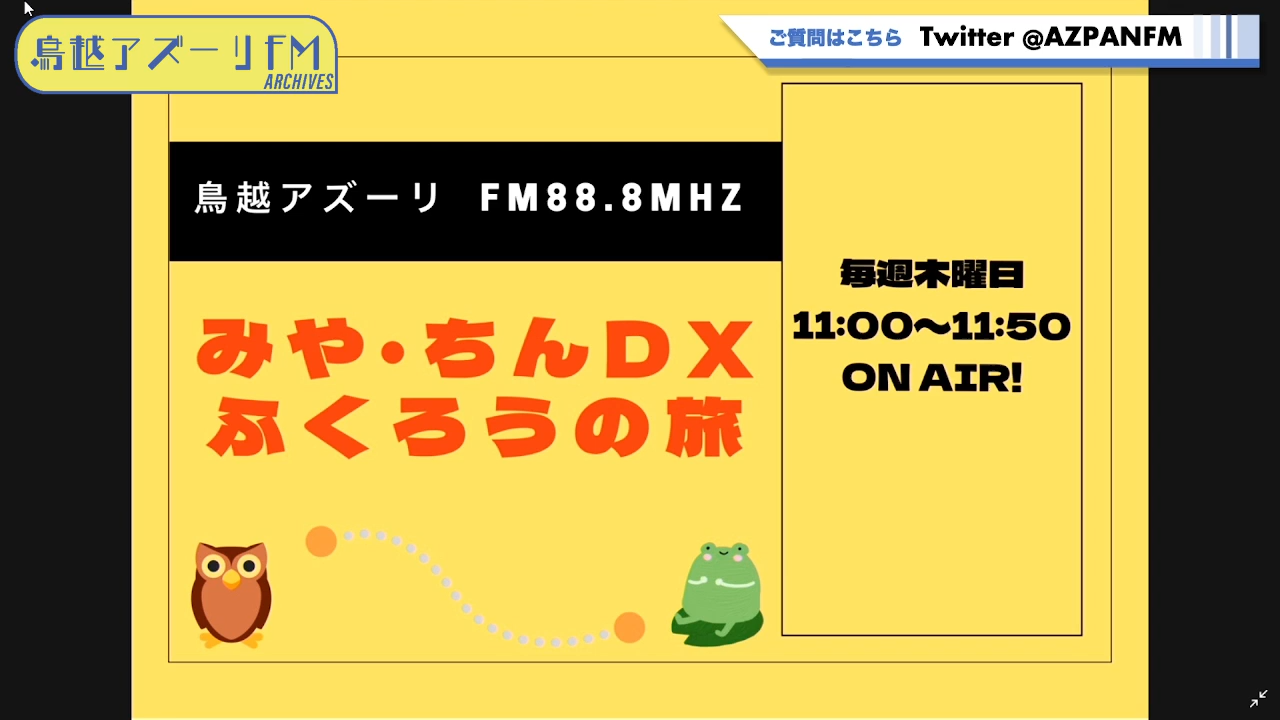 鳥越アズーリFM
ARCHIVES
ご質問はこちら Twitter @AZPANFM
鳥越アズーリ FM88.8MHZ
みや・ちんDX
ふくろうの旅
毎週木曜日
11:00〜11:50
ON AIR!